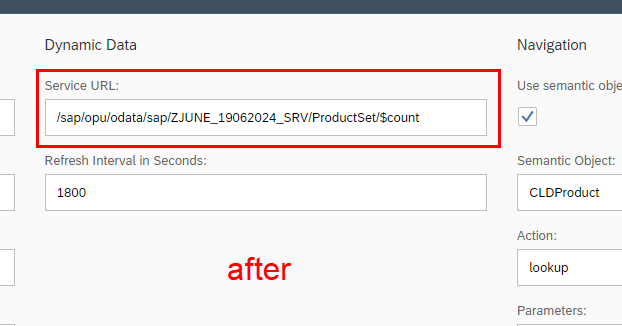 Dynamic Data
Service URL:
/sap/opu/odata/sap/ZJUNE_19062024_SRV/ProductSet/$count
Refresh Interval in Seconds:
1800
after
Navigation
Use semantic obje
Semantic Object:
CLDProduct
Action:
lookup
Parameters: